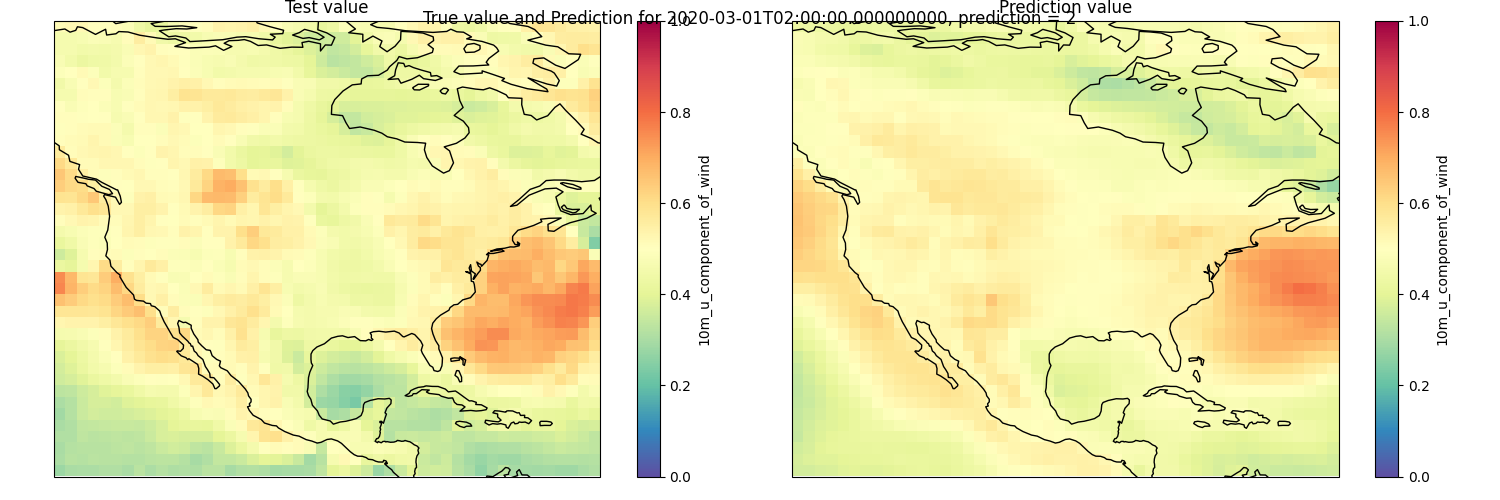 Test value
True value and Prediction for 2020-03-01T02:00:00.000000000, prediction = 2
Prediction value
1.0
0.8
0.6
0.4
0.2
0.0
10m_u_component_of_wind
1.0
0.8
0.6
0.4
0.2
0.0
10m_u_component_of_wind